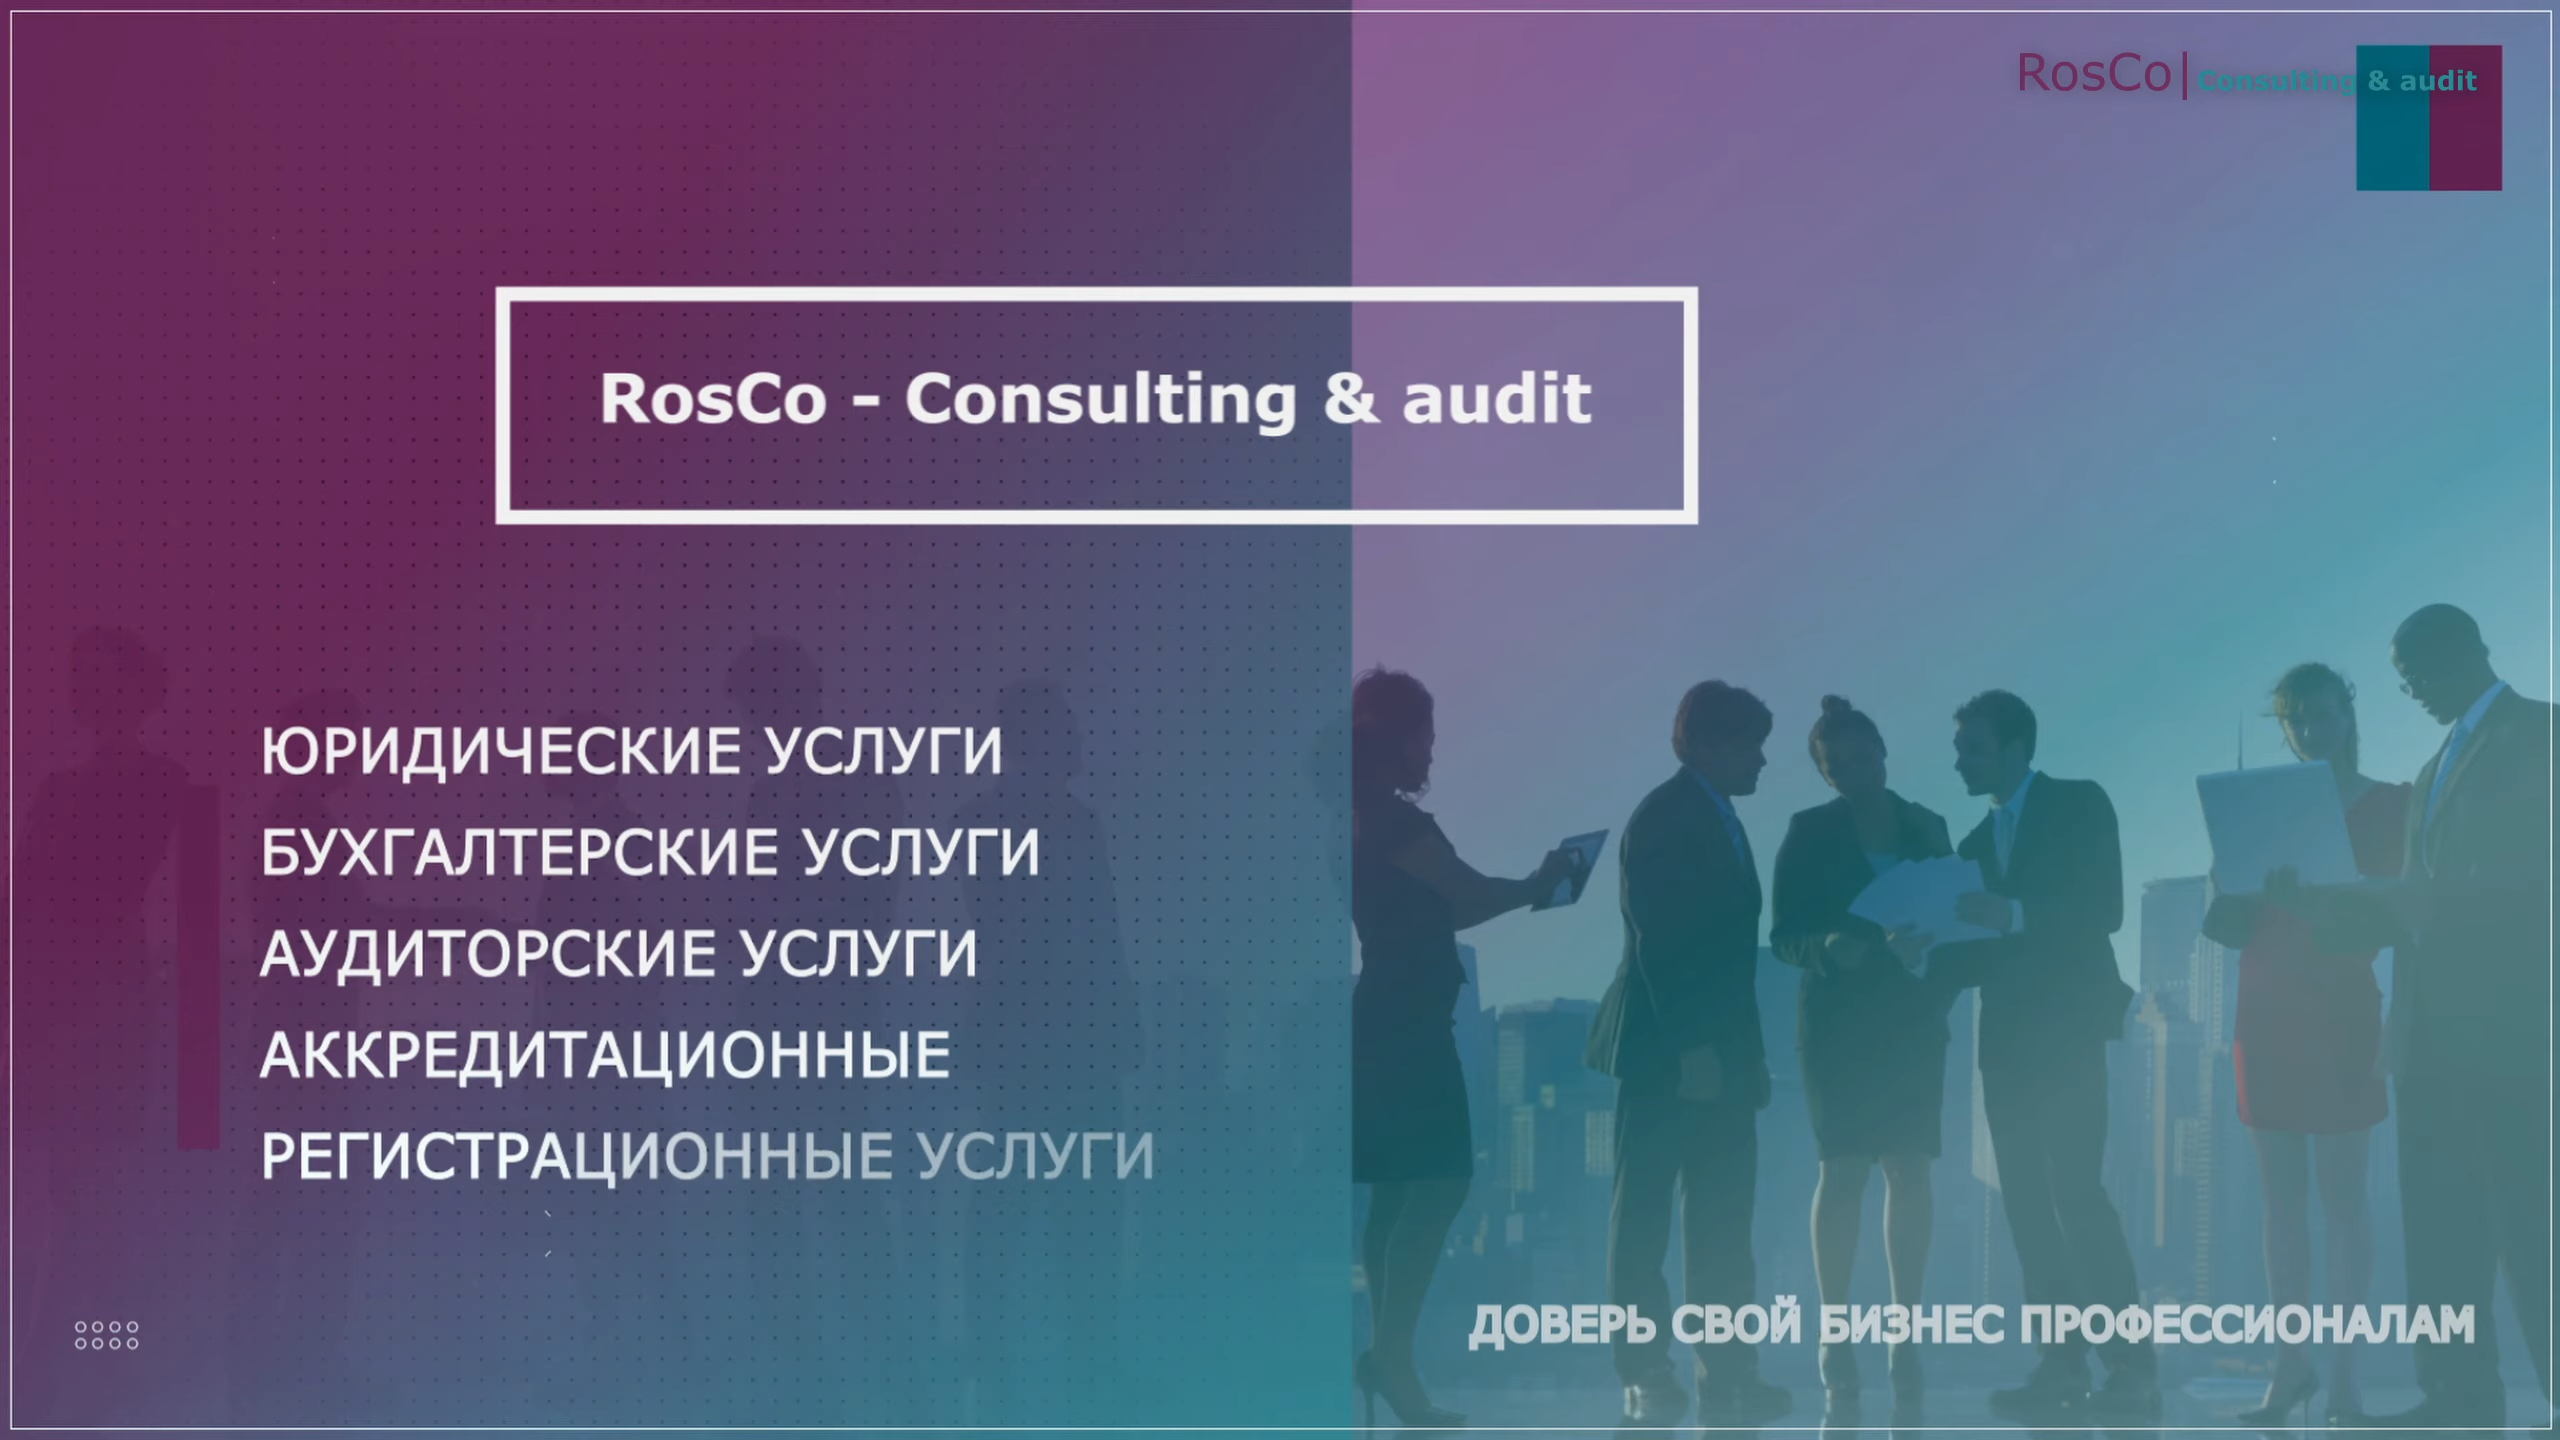 RosCo| Consulting & audit
RosCo - Consulting & audit
ЮРИДИЧЕСКИЕ УСЛУГИ
БУХГАЛТЕРСКИЕ УСЛУГИ
АУДИТОРСКИЕ УСЛУГИ
АККРЕДИТАЦИОННЫЕ
РЕГИСТРАЦИОННЫЕ УСЛУГИ
ДОВЕРЬ СВОЙ БИЗНЕС ПРОФЕССИОНАЛАМ